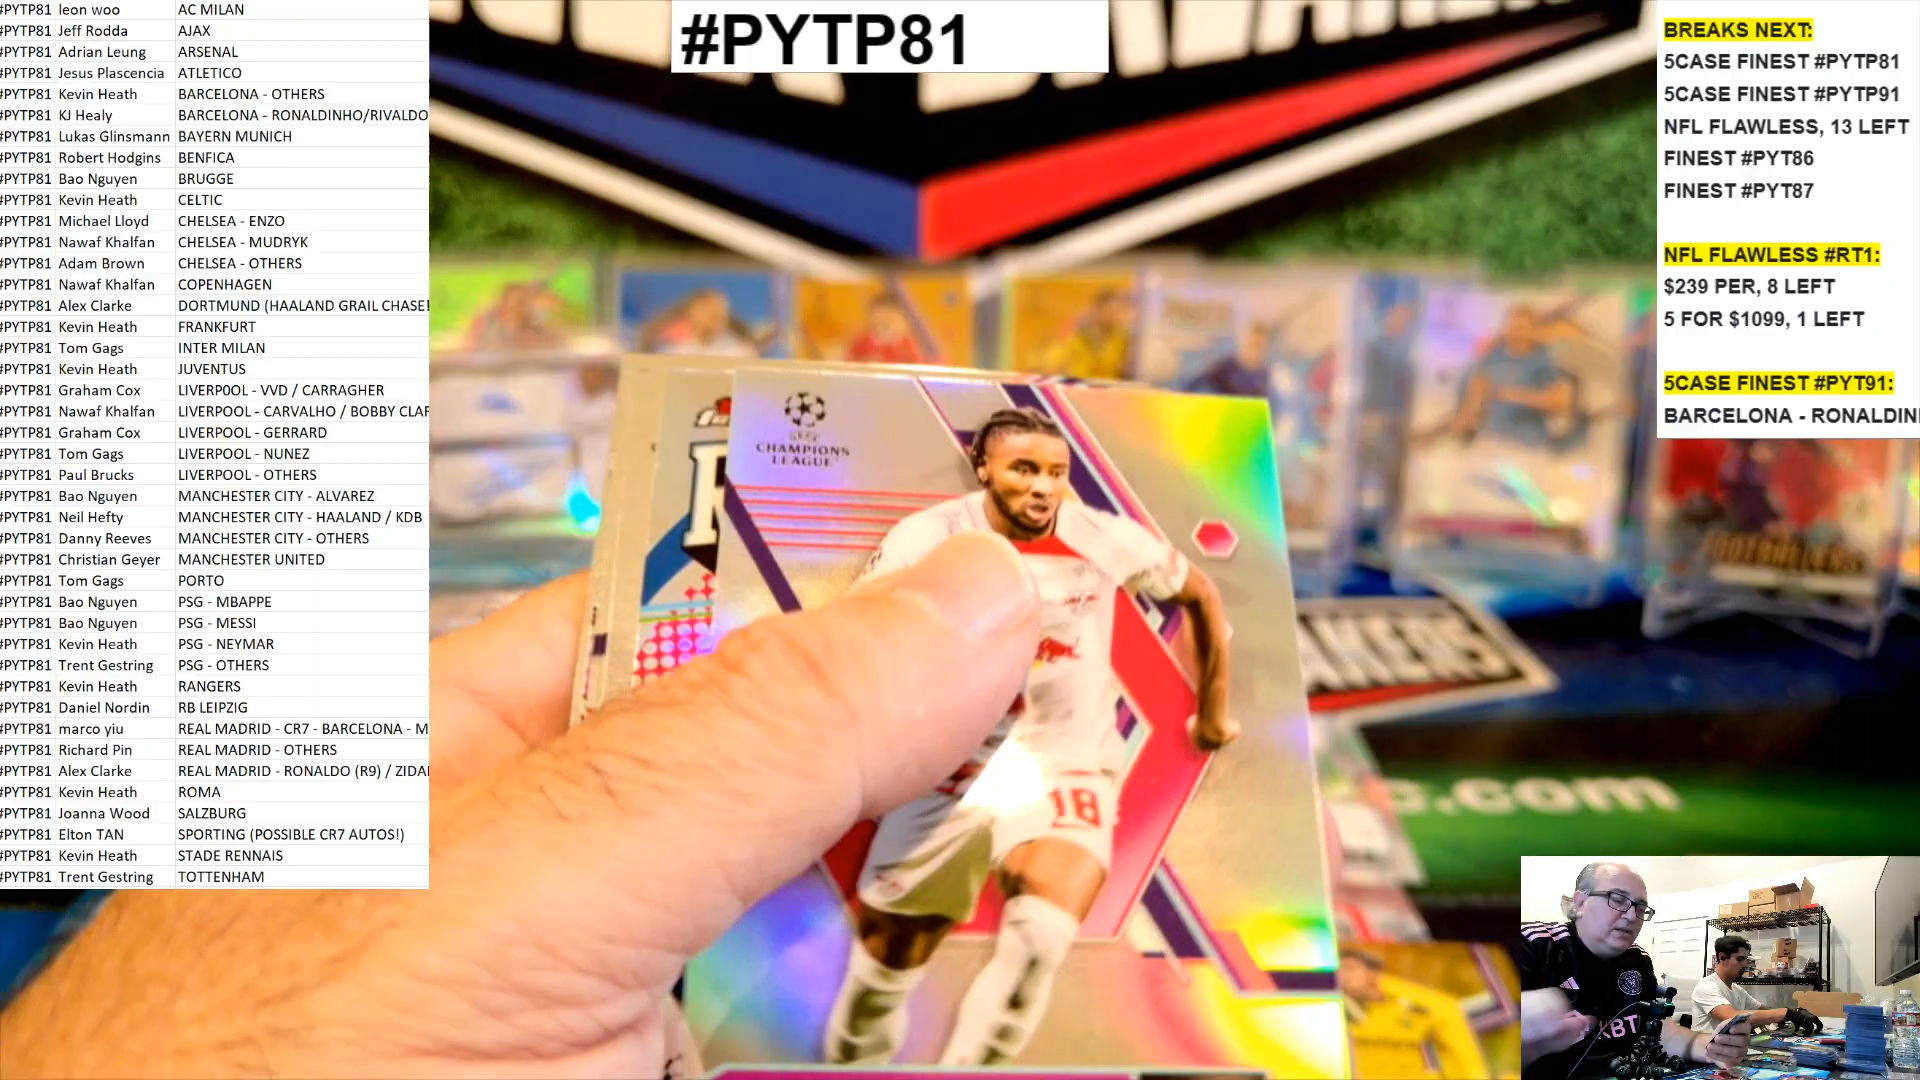 #PYTP81 leon woo AC MILAN
#PYTP81 Jeff Rodda AJAX
#PYTP81 Adrian Leung ARSENAL
#PYTP81 Jesus Plascencia ATLETICO
#PYTP81 Kevin Heath BARCELONA - OTHERS
#PYTP81 KJ Healy BARCELONA - RONALDINHO/RIVALDO
#PYTP81 Lukas Glinsmann BAYERN MUNICH
#PYTP81 Robert Hodgins BENFICA
#PYTP81 Bao Nguyen BRUGGE
#PYTP81 Kevin Heath CELTIC
#PYTP81 Michael Lloyd CHELSEA - ENZO
#PYTP81 Nawaf Khalfan CHELSEA - MUDRYK
#PYTP81 Adam Brown CHELSEA - OTHERS
#PYTP81 Nawaf Khalfan COPENHAGEN
#PYTP81 Alex Clarke DORTMUND (HAALAND GRAIL CHASE!
#PYTP81 Kevin Heath FRANKFURT
#PYTP81 Tom Gags INTER MILAN
#PYTP81 Kevin Heath JUVENTUS
#PYTP81 Graham Cox LIVERPOOL - VVD / CARRAGHER
#PYTP81 Nawaf Khalfan LIVERPOOL - CARVALHO / BOBBY CLAR
#PYTP81 Graham Cox LIVERPOOL - GERRARD
#PYTP81 Tom Gags LIVERPOOL - NUNEZ
#PYTP81 Paul Brucks LIVERPOOL - OTHERS
#PYTP81 Bao Nguyen MANCHESTER CITY - ALVAREZ
#PYTP81 Neil Hefty MANCHESTER CITY - HAALAND / KDB
#PYTP81 Danny Reeves MANCHESTER CITY - OTHERS
#PYTP81 Christian Geyer MANCHESTER UNITED
#PYTP81 Tom Gags PORTO
#PYTP81 Bao Nguyen PSG - MBAPPE
#PYTP81 Bao Nguyen PSG - MESSI
#PYTP81 Kevin Heath PSG - NEYMAR
#PYTP81 Trent Gestring PSG - OTHERS
#PYTP81 Kevin Heath RANGERS
#PYTP81 Daniel Nordin RB LEIPZIG
#PYTP81 marco yiu REAL MADRID - CR7 - BARCELONA - M
#PYTP81 Richard Pin REAL MADRID - OTHERS
#PYTP81 Alex Clarke REAL MADRID - RONALDO (R9) / ZIDA
#PYTP81 Kevin Heath ROMA
#PYTP81 Joanna Wood SALZBURG
#PYTP81 Elton TAN SPORTING (POSSIBLE CR7 AUTOS!)
#PYTP81 Kevin Heath STADE RENNAIS
#PYTP81 Trent Gestring TOTTENHAM
#PYTP81
UEFA
CHAMPIONS
LEAGUE
18
FOOTBALLERS
AKERS
c.com
BREAKS NEXT:
5CASE FINEST #PYTP81
5CASE FINEST #PYTP91
NFL FLAWLESS, 13 LEFT
FINEST #PYT86
FINEST #PYT87
NFL FLAWLESS #RT1:
$239 PER, 8 LEFT
5 FOR $1099, 1 LEFT
5CASE FINEST #PYT91:
BARCELONA - RONALDIN